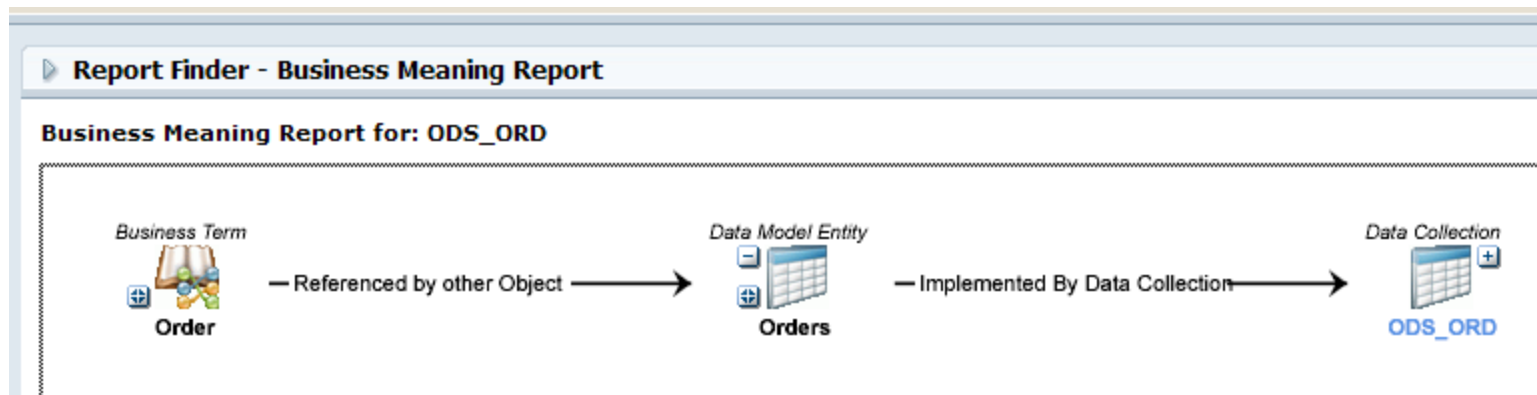 Report Finder - Business Meaning Report
Business Meaning Report for: ODS_ORD
Business Term
Data Model Entity
Data Collection
Referenced by other Object
Implemented By Data Collection
Order
Orders
ODS_ORD